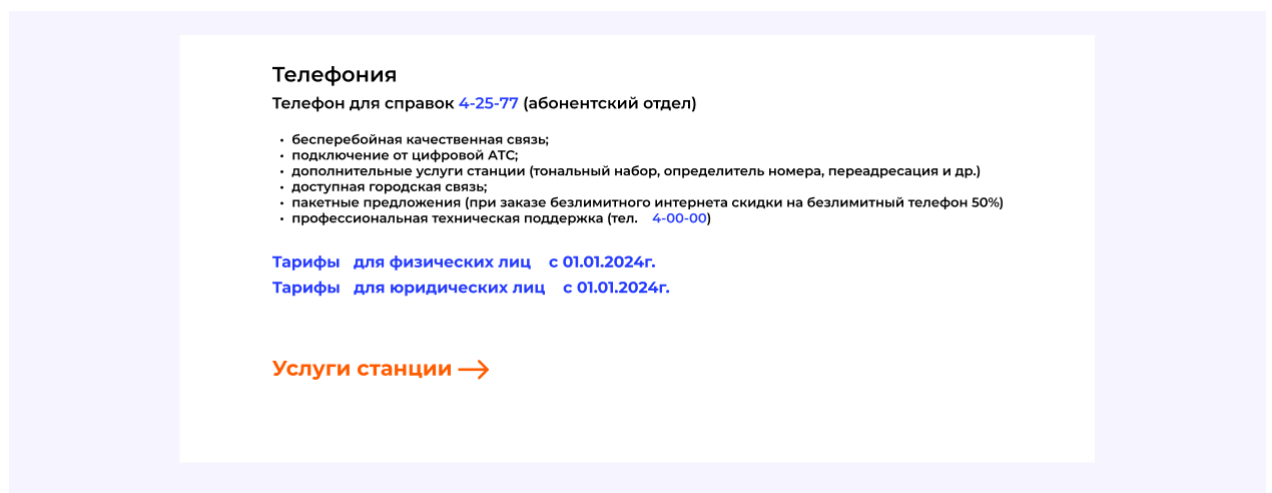 Телефония
Телефон для справок 4-25-77 (абонентский отдел)
• бесперебойная качественная связь;
• подключение от цифровой АТС;
• дополнительные услуги станции (тональный набор, определитель номера, переадресация и др.)
• доступная городская связь;
• пакетные предложения (при заказе безлимитного интернета скидки на безлимитный телефон 50%)
• профессиональная техническая поддержка (тел. 4-00-00)
Тарифы для физических лиц с 01.01.2024г.
Тарифы для юридических лиц с 01.01.2024г.
Услуги станции →